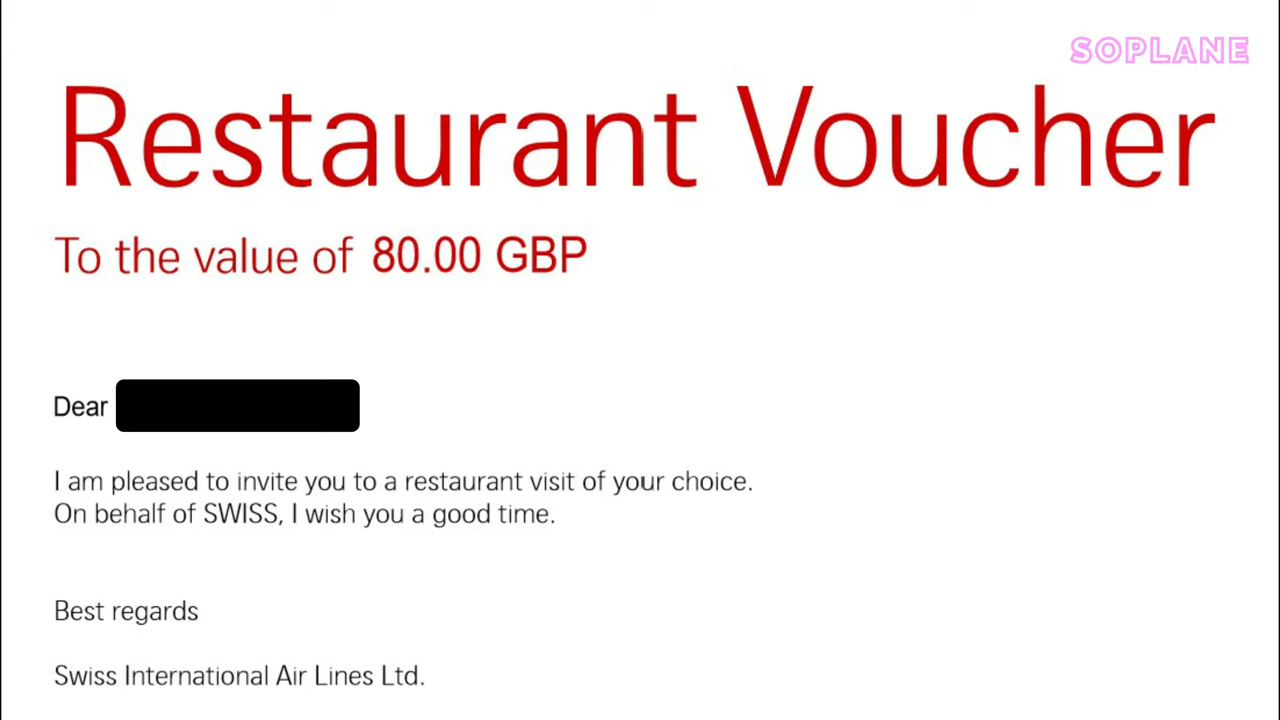 SOPLANE
Restaurant Voucher
To the value of 80.00 GBP
Dear
I am pleased to invite you to a restaurant visit of your choice.
On behalf of SWISS, I wish you a good time.
Best regards
Swiss International Air Lines Ltd.